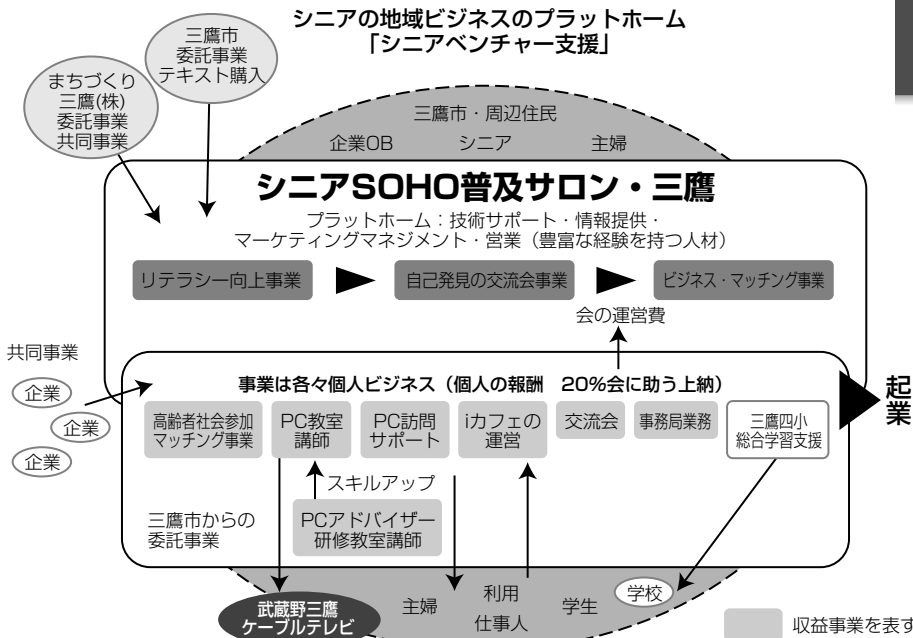 シニアの地域ビジネスのプラットホーム
「シニアベンチャー支援」
三鷹市
委託事業
テキスト購入
まちづくり
三鷹(株)
委託事業
共同事業
三鷹市・周辺住民
企業OB　シニア　主婦
シニアSOHO普及サロン・三鷹
プラットホーム：技術サポート・情報提供・
マーケティングマネジメント・営業（豊富な経験を持つ人材）
リテラシー向上事業
自己発見の交流会事業
ビジネス・マッチング事業
会の運営費
共同事業
企業
企業
企業
事業は各々個人ビジネス（個人の報酬　20%会に助う上納）
高齢者社会参加
マッチング事業
PC教室
講師
PC訪問
サポート
iカフェの
運営
交流会
事務局業務
三鷹四小
総合学習支援
起業
スキルアップ
PCアドバイザー
研修教室講師
三鷹市からの
委託事業
武蔵野三鷹
ケーブルテレビ
主婦
利用
仕事人
学生
学校
収益事業を表す